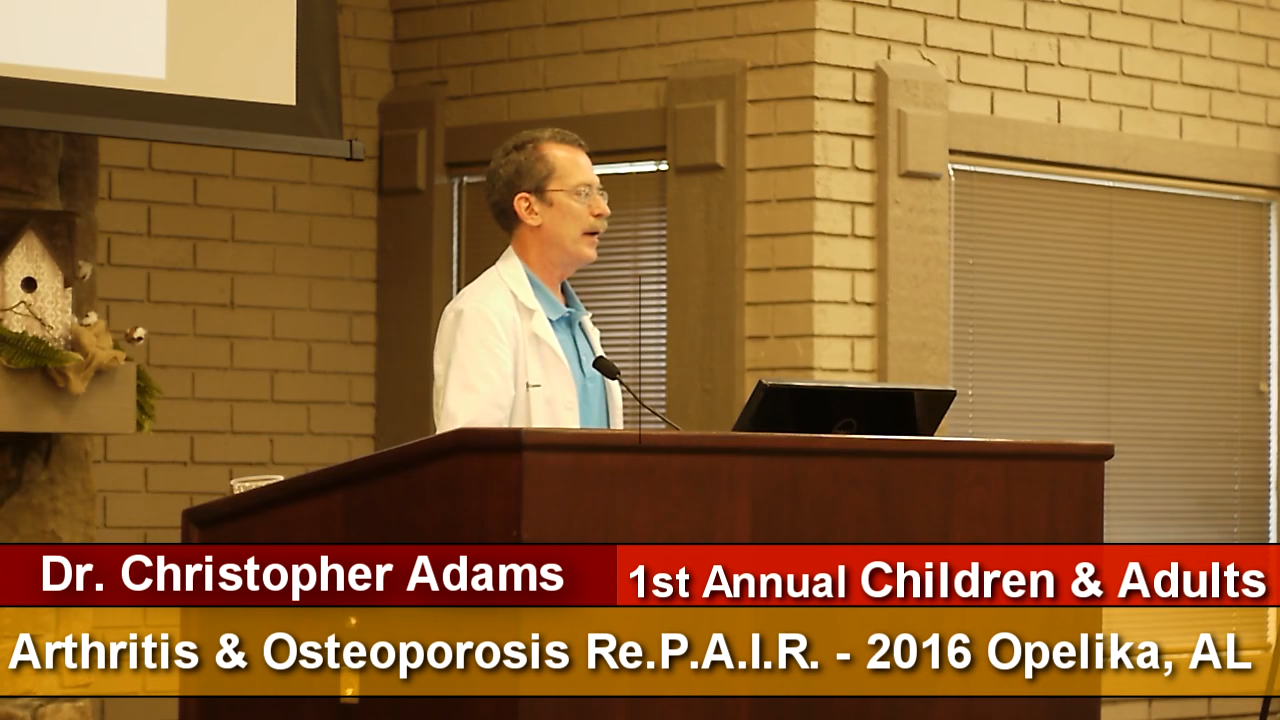 Dr. Christopher Adams
1st Annual Children & Adults
Arthritis & Osteoporosis Re.P.A.I.R. - 2016 Opelika, AL